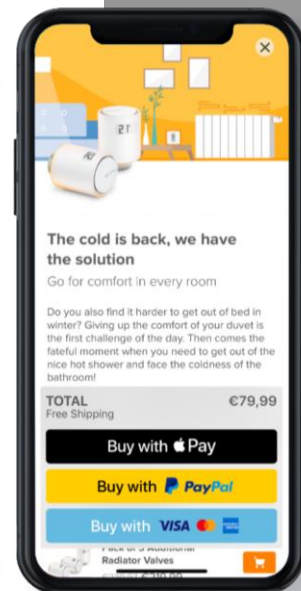 The cold is back, we have
the solution
Go for comfort in every room
Do you also find it harder to get out of bed in
winter? Giving up the comfort of your duvet is
the first challenge of the day. Then comes the
fateful moment when you need to get out of the
nice hot shower and face the coldness of the
bathroom!
TOTAL €79,99
Free Shipping
Buy with Pay
Buy with PayPal
Buy with VISA
Pack of 3 Additional
Radiator Valves